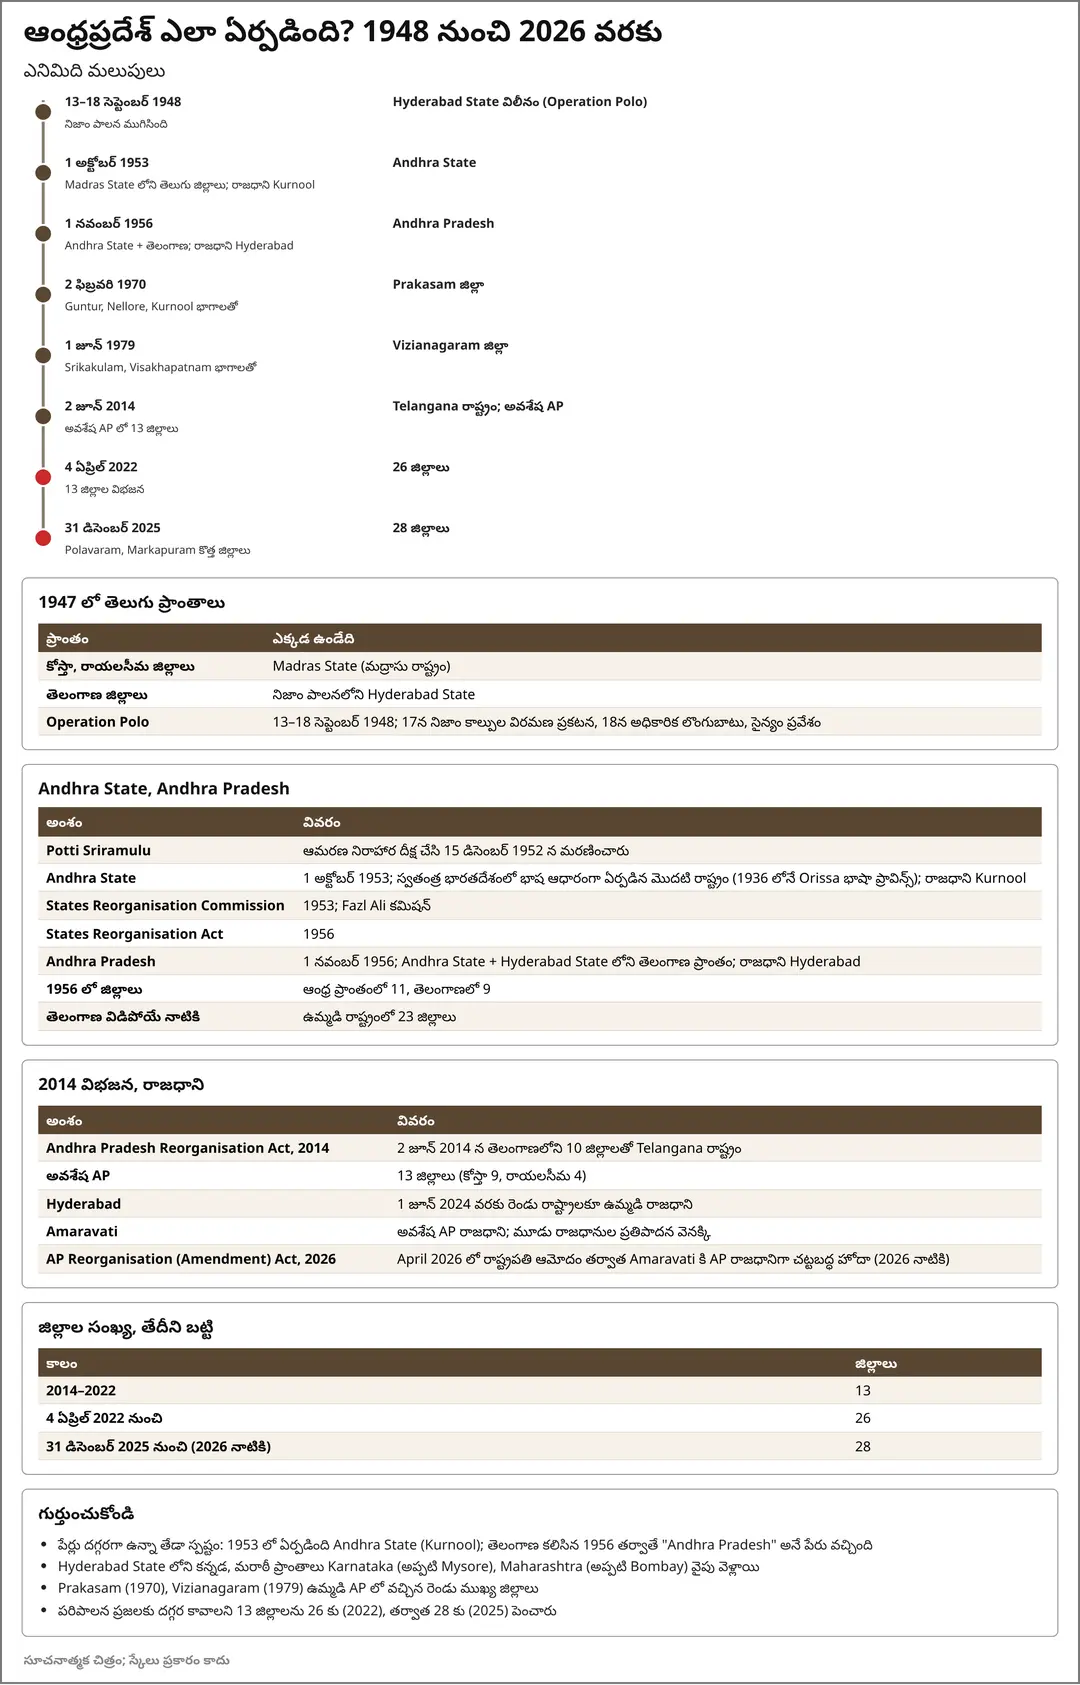 ఆంధ్రప్రదేశ్ ఎలా ఏర్పడింది? 1948 నుంచి 2026 వరకు
ఎనిమిది మలుపులు
13–18 సెప్టెంబర్ 1948 Hyderabad State విలీనం (Operation Polo)
నిజాం పాలన ముగిసింది
1 అక్టోబర్ 1953 Andhra State
Madras State లోని తెలుగు జిల్లాలు; రాజధాని Kurnool
1 నవంబర్ 1956 Andhra Pradesh
Andhra State + తెలంగాణ; రాజధాని Hyderabad
2 ఫిబ్రవరి 1970 Prakasam జిల్లా
Guntur, Nellore, Kurnool భాగాలతో
1 జూన్ 1979 Vizianagaram జిల్లా
Srikakulam, Visakhapatnam భాగాలతో
2 జూన్ 2014 Telangana రాష్ట్రం; అవశేష AP
అవశేష AP లో 13 జిల్లాలు
4 ఏప్రిల్ 2022 26 జిల్లాలు
13 జిల్లాల విభజన
31 డిసెంబర్ 2025 28 జిల్లాలు
Polavaram, Markapuram కొత్త జిల్లాలు
1947 లో తెలుగు ప్రాంతాలు
ప్రాంతం ఎక్కడ ఉండేది
కోస్తా, రాయలసీమ జిల్లాలు Madras State (మద్రాసు రాష్ట్రం)
తెలంగాణ జిల్లాలు నిజాం పాలనలోని Hyderabad State
Operation Polo 13–18 సెప్టెంబర్ 1948; 17న నిజాం కాల్పుల విరమణ ప్రకటన, 18న అధికారిక లొంగుబాటు, సైన్యం ప్రవేశం
Andhra State, Andhra Pradesh
అంశం వివరం
Potti Sriramulu ఆమరణ నిరాహార దీక్ష చేసి 15 డిసెంబర్ 1952 న మరణించారు
Andhra State 1 అక్టోబర్ 1953; స్వతంత్ర భారతదేశంలో భాష ఆధారంగా ఏర్పడిన మొదటి రాష్ట్రం (1936 లోనే Orissa భాషా ప్రావిన్స్); రాజధాని Kurnool
States Reorganisation Commission 1953; Fazl Ali కమిషన్
States Reorganisation Act 1956
Andhra Pradesh 1 నవంబర్ 1956; Andhra State + Hyderabad State లోని తెలంగాణ ప్రాంతం; రాజధాని Hyderabad
1956 లో జిల్లాలు ఆంధ్ర ప్రాంతంలో 11, తెలంగాణలో 9
తెలంగాణ విడిపోయే నాటికి ఉమ్మడి రాష్ట్రంలో 23 జిల్లాలు
2014 విభజన, రాజధాని
అంశం వివరం
Andhra Pradesh Reorganisation Act, 2014 2 జూన్ 2014 న తెలంగాణలోని 10 జిల్లాలతో Telangana రాష్ట్రం
అవశేష AP 13 జిల్లాలు (కోస్తా 9, రాయలసీమ 4)
Hyderabad 1 జూన్ 2024 వరకు రెండు రాష్ట్రాలకూ ఉమ్మడి రాజధాని
Amaravati అవశేష AP రాజధాని; మూడు రాజధానుల ప్రతిపాదన వెనక్కి
AP Reorganisation (Amendment) Act, 2026 April 2026 లో రాష్ట్రపతి ఆమోదం తర్వాత Amaravati కి AP రాజధానిగా చట్టబద్ధ హోదా (2026 నాటికి)
జిల్లాల సంఖ్య, తేదీని బట్టి
కాలం జిల్లాలు
2014–2022 13
4 ఏప్రిల్ 2022 నుంచి 26
31 డిసెంబర్ 2025 నుంచి (2026 నాటికి) 28
గుర్తుంచుకోండి
• పేర్లు దగ్గరగా ఉన్నా తేడా స్పష్టం: 1953 లో ఏర్పడింది Andhra State (Kurnool); తెలంగాణ కలిసిన 1956 తర్వాతే "Andhra Pradesh" అనే పేరు వచ్చింది
• Hyderabad State లోని కన్నడ, మరాఠీ ప్రాంతాలు Karnataka (అప్పటి Mysore), Maharashtra (అప్పటి Bombay) వైపు వెళ్లాయి
• Prakasam (1970), Vizianagaram (1979) ఉమ్మడి AP లో వచ్చిన రెండు ముఖ్య జిల్లాలు
• పరిపాలన ప్రజలకు దగ్గర కావాలని 13 జిల్లాలను 26 కు (2022), తర్వాత 28 కు (2025) పెంచారు
సూచనాత్మక చిత్రం; స్కేలు ప్రకారం కాదు